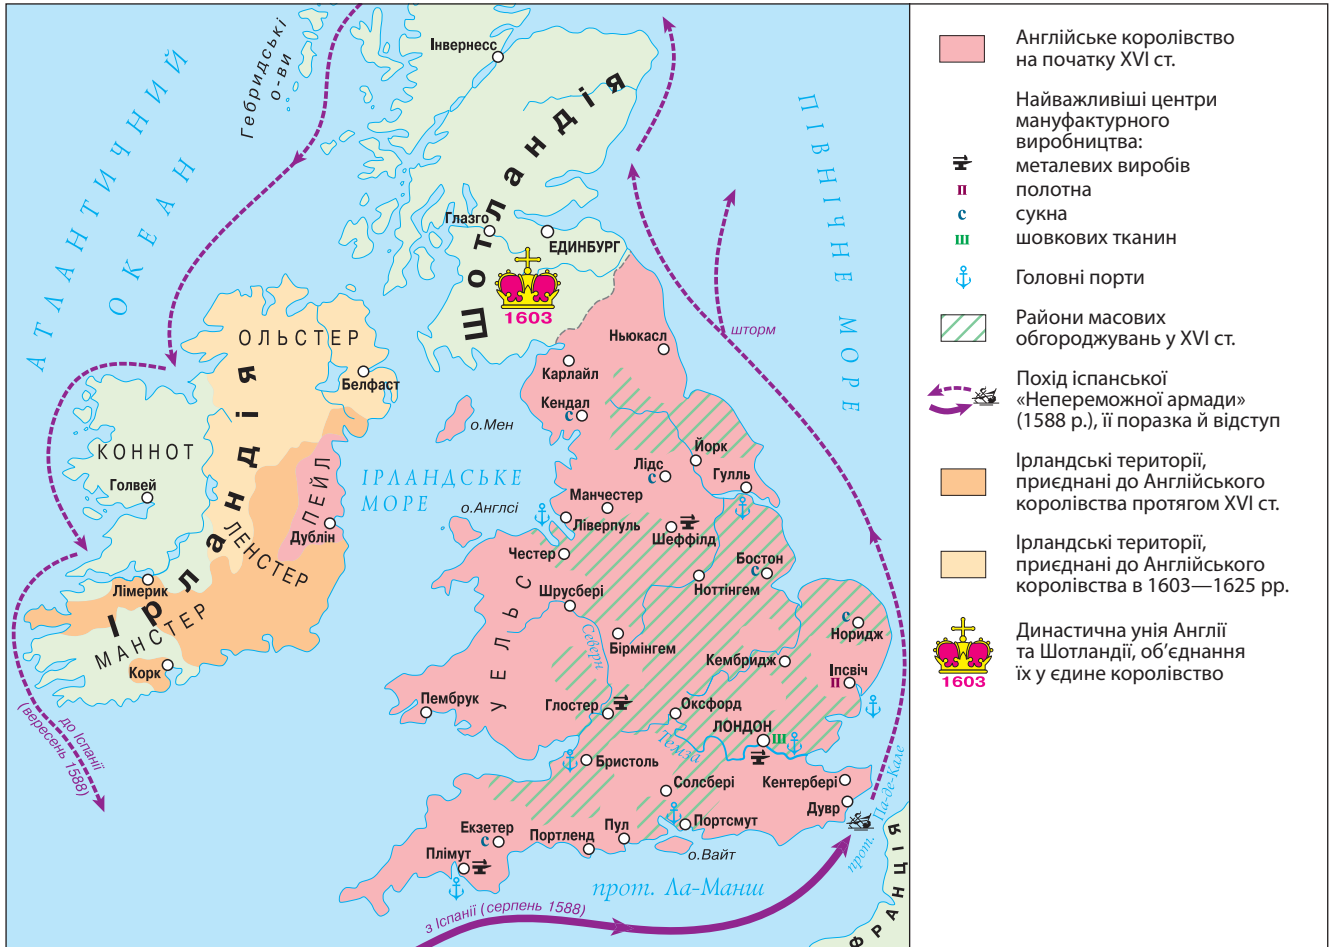 Інвернесс
Гебридські
о-ви
АТЛАНТИЧНИЙ
ОКЕАН
ПІВНІЧНЕ МОРЕ
Шотландія
Глазго
ЕДИНБУРГ
1603
шторм
Ньюкасл
ОЛЬСТЕР
Белфаст
Карлайл
Кендал
с
о.Мен
КОННОТ
Голвей
Ірландія
ПЕЙЛ
ІРЛАНДСЬКЕ
МОРЕ
Йорк
Лідс
с
Гулль
Манчестер
о.Англсі
Ліверпуль
Шеффілд
Дублін
ЛЕНСТЕР
Честер
Бостон
с
Лімерик
Шрусбері
Ноттінгем
МАНСТЕР
УЕЛЬС
Северн
Бірмінгем
с
Норидж
Корк
Кембридж
Іпсвіч
п
Пембрук
Глостер
Оксфорд
ЛОНДОН
ш
Темза
до Іспанії
(вересень 1588)
Бристоль
Солсбері
Кентербері
Дувр
прот. Па-де-Кале
Екзетер
с
Портленд
Пул
Портсмут
Плімут
о.Вайт
прот. Ла-Манш
з Іспанії (серпень 1588)
ФРАНЦІЯ
Англійське королівство
на початку XVI ст.
Найважливіші центри
мануфактурного
виробництва:
металевих виробів
п полотна
с сукна
ш шовкових тканин
Головні порти
Райони масових
обгороджувань у XVI ст.
Похід іспанської
«Непереможної армади»
(1588 р.), її поразка й відступ
Ірландські території,
приєднані до Англійського
королівства протягом XVI ст.
Ірландські території,
приєднані до Англійського
королівства в 1603—1625 рр.
Династична унія Англії
та Шотландії, об’єднання
їх у єдине королівство
1603